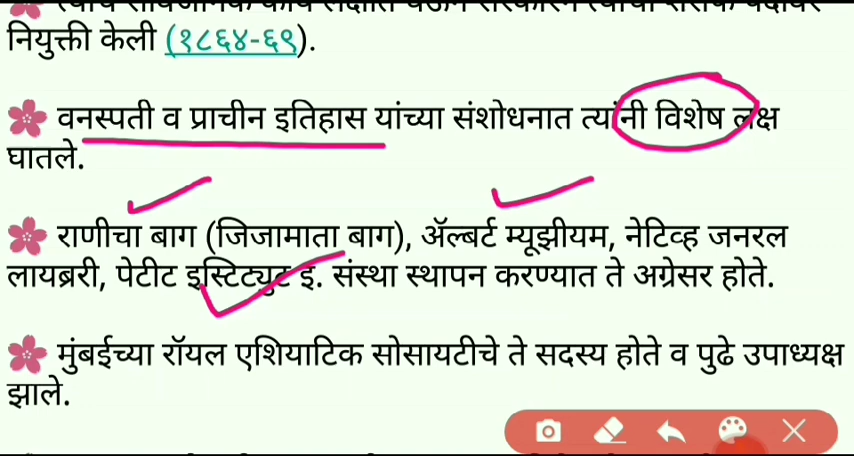 नियुक्ती केली (१८६४-६९).
वनस्पती व प्राचीन इतिहास यांच्या संशोधनात त्यांनी विशेष लक्ष
घातले.
राणीचा बाग (जिजामाता बाग), ॲल्बर्ट म्यूझीयम, नेटिव्ह जनरल
लायब्ररी, पेटीट इस्टिट्युट इ. संस्था स्थापन करण्यात ते अग्रेसर होते.
मुंबईच्या रॉयल एशियाटिक सोसायटीचे ते सदस्य होते व पुढे उपाध्यक्ष
झाले.